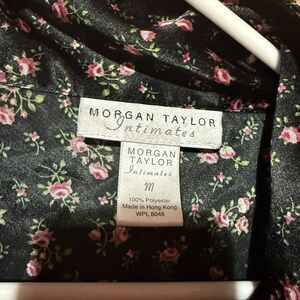 MORGAN TAYLOR
Intimates
MORGAN
TAYLOR
Intimates
M
100% Polyester
Made in Hong Kong
WPL 8046